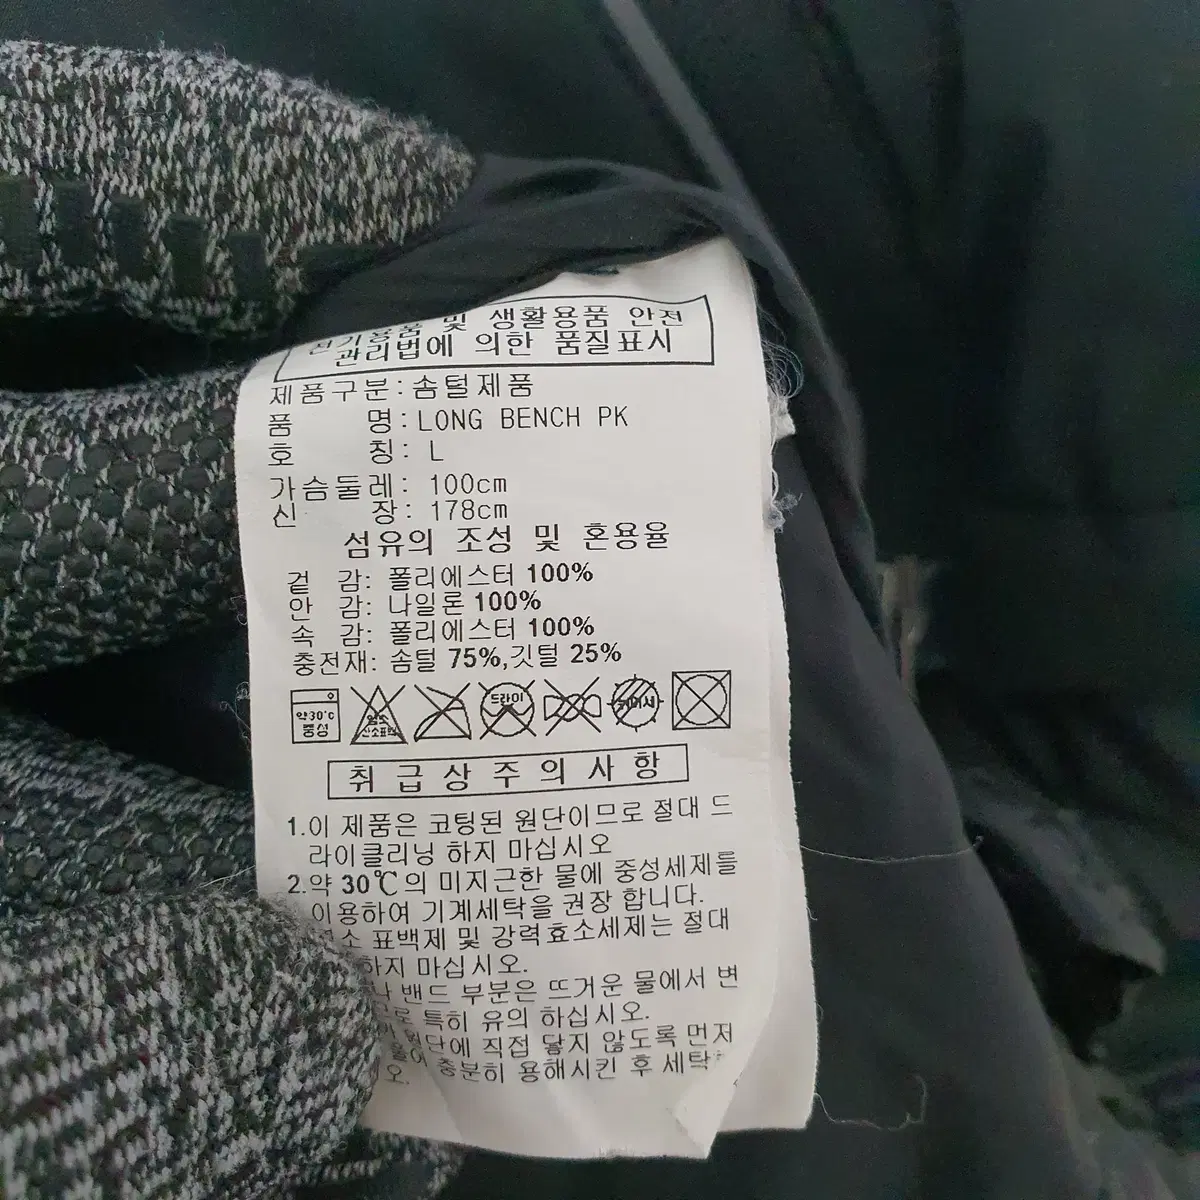 전기용품 및 생활용품 안전
관리법에 의한 품질표시
제품구분: 솜털제품
품 명: LONG BENCH PK
호 칭: L
가슴둘레: 100cm
신 장: 178cm
섬유의 조성 및 혼용율
겉 감: 폴리에스터 100%
안 감: 나일론 100%
속 감: 폴리에스터 100%
충전재: 솜털 75%, 깃털 25%
약30°C 중성 염소 산소표백 드라이
취급상주의사항
1.이 제품은 코팅된 원단이므로 절대 드
라이클리닝 하지 마십시오
2.약 30℃의 미지근한 물에 중성세제를
이용하여 기계세탁을 권장 합니다.
표백제 및 강력효소세제는 절대
하지 마십시오.
밴드 부분은 뜨거운 물에서 변
특히 유의 하십시오.
원단에 직접 닿지 않도록 먼저
충분히 용해시킨 후
오.